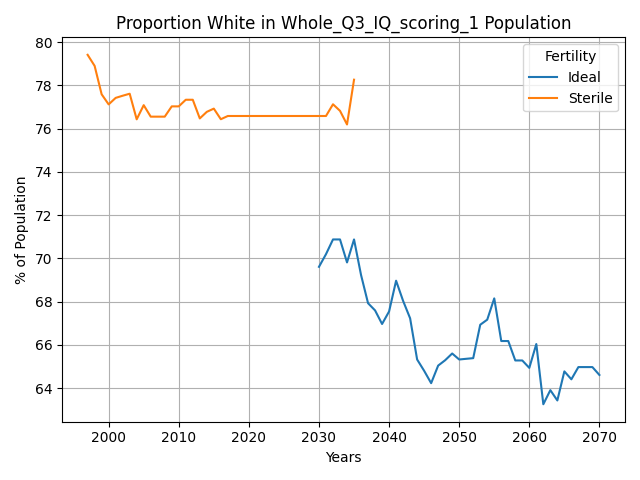 Proportion White in Whole_Q3_IQ_scoring_1 Population
% of Population
80
78
76
74
72
70
68
66
64
Fertility
Ideal
Sterile
2000 2010 2020 2030 2040 2050 2060 2070
Years